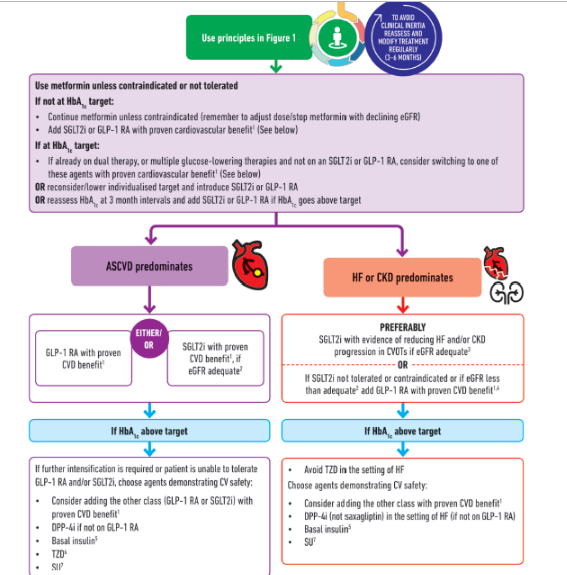 Use principles in Figure 1
TO AVOID
CLINICAL INERTIA
REASSESS AND
MODIFY TREATMENT
REGULARLY
(3-6 MONTHS)
Use metformin unless contraindicated or not tolerated
If not at HbA1c target:
• Continue metformin unless contraindicated (remember to adjust dose/stop metformin with declining eGFR)
• Add SGLT2i or GLP-1 RA with proven cardiovascular benefit¹ (See below)
If at HbA1c target:
• If already on dual therapy, or multiple glucose-lowering therapies and not on an SGLT2i or GLP-1 RA, consider switching to one of
these agents with proven cardiovascular benefit¹ (See below)
OR reconsider/lower individualised target and introduce SGLT2i or GLP-1 RA
OR reassess HbA1c at 3 month intervals and add SGLT2i or GLP-1 RA if HbA1c goes above target
ASCVD predominates
HF or CKD predominates
EITHER/
OR
GLP-1 RA with proven
CVD benefit¹
SGLT2i with proven
CVD benefit¹, if
eGFR adequate²
PREFERABLY
SGLT2i with evidence of reducing HF and/or CKD
progression in CVOTs if eGFR adequate³
OR
If SGLT2i not tolerated or contraindicated or if eGFR less
than adequate² add GLP-1 RA with proven CVD benefit¹
If HbA1c above target
If HbA1c above target
If further intensification is required or patient is unable to tolerate
GLP-1 RA and/or SGLT2i, choose agents demonstrating CV safety:
• Consider adding the other class (GLP-1 RA or SGLT2i) with
proven CVD benefit¹
• DPP-4i if not on GLP-1 RA
• Basal insulin⁵
• TZD⁶
• SU⁷
• Avoid TZD in the setting of HF
Choose agents demonstrating CV safety:
• Consider adding the other class with proven CVD benefit¹
• DPP-4i (not saxagliptin) in the setting of HF (if not on GLP-1 RA)
• Basal insulin⁵
• SU⁷